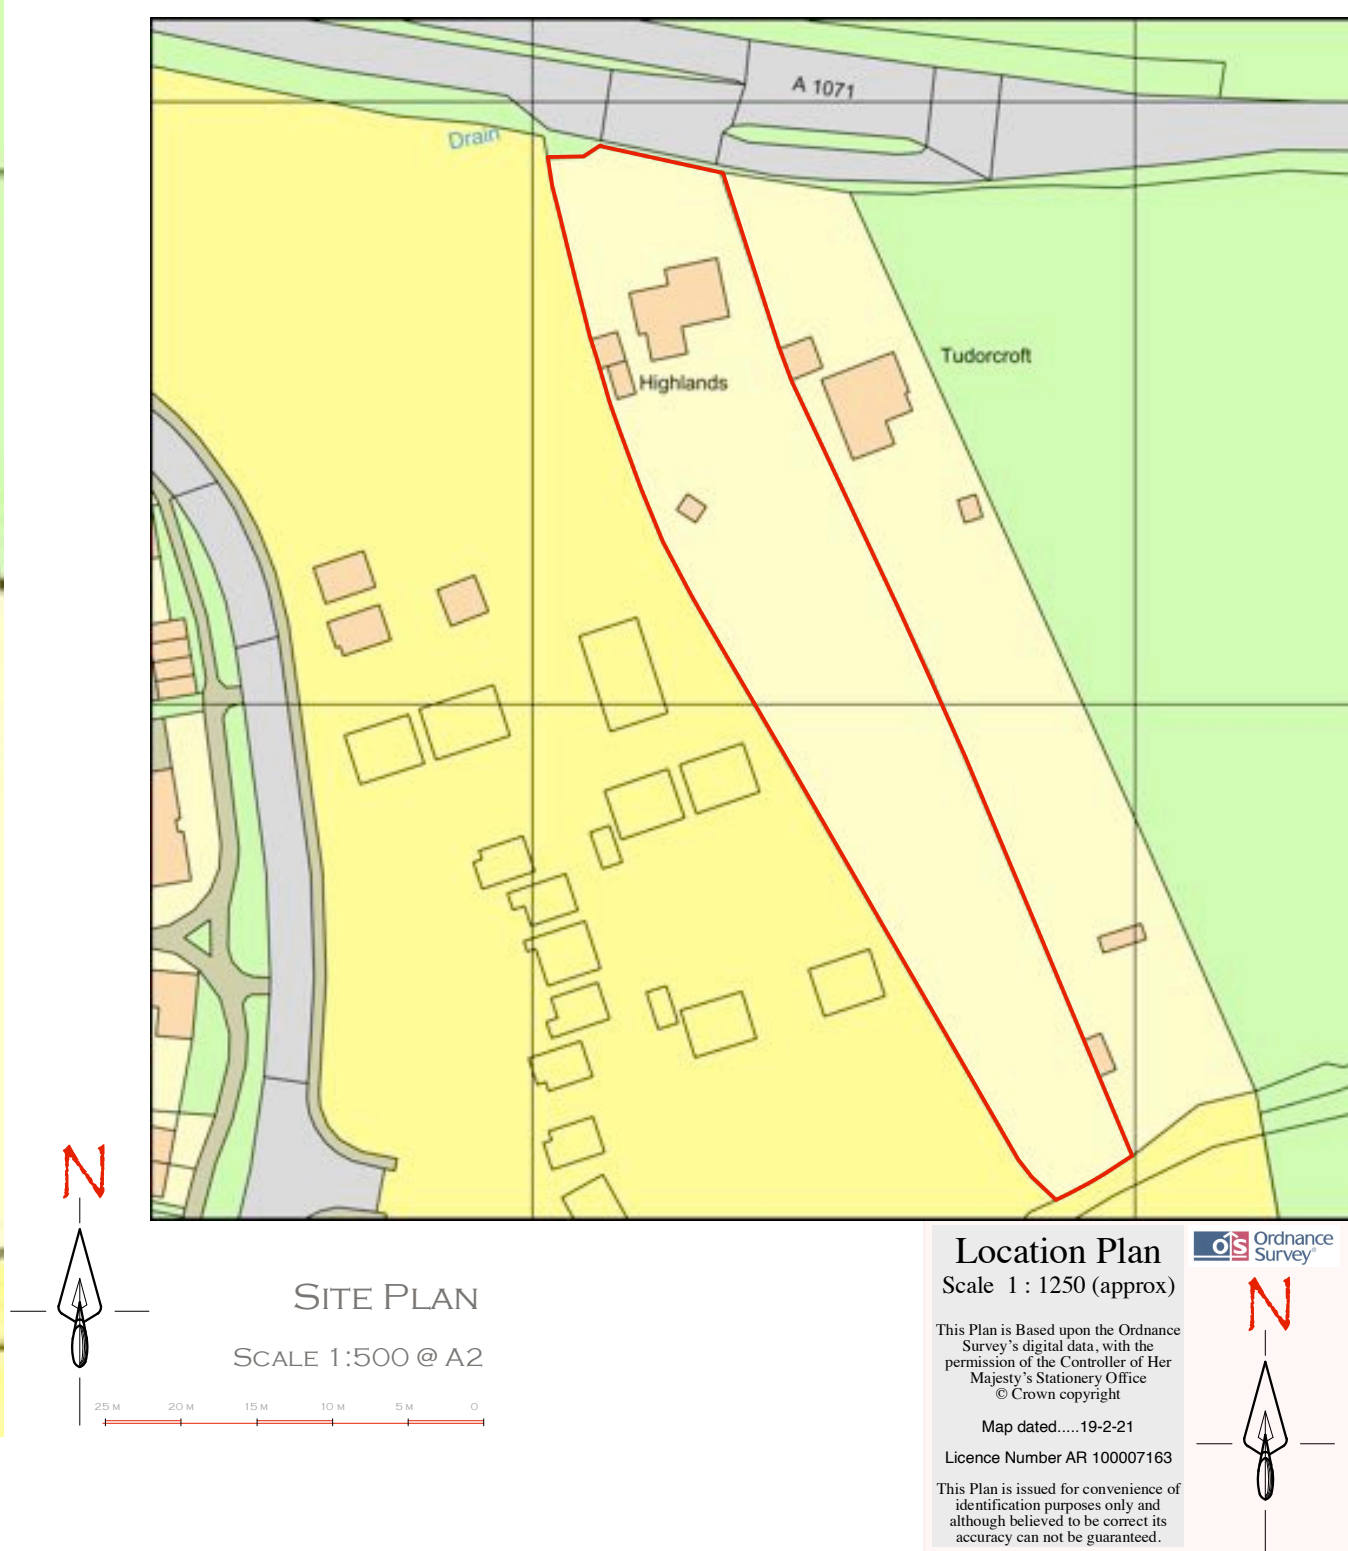 A 1071
Drain
Tudorcroft
Highlands
N
SITE PLAN
SCALE 1:500 @ A2
25 M 20 M 15 M 10 M 5 M 0
Location Plan
Scale 1 : 1250 (approx)
This Plan is Based upon the Ordnance
Survey's digital data, with the
permission of the Controller of Her
Majesty's Stationery Office
© Crown copyright
Map dated.....19-2-21
Licence Number AR 100007163
This Plan is issued for convenience of
identification purposes only and
although believed to be correct its
accuracy can not be guaranteed.
OS Ordnance
Survey®
N